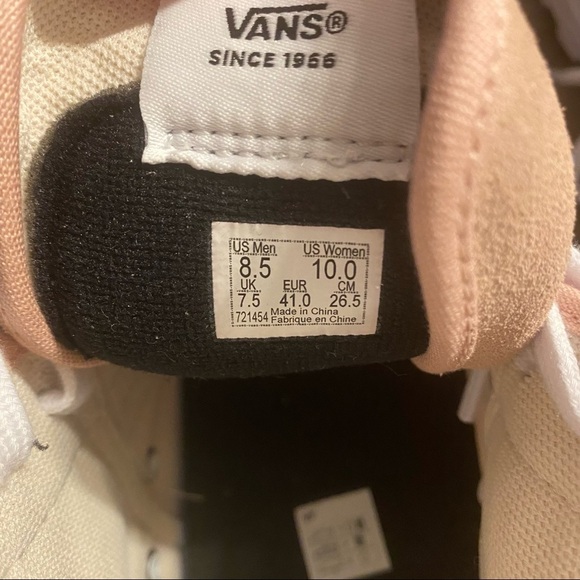 VANS®
SINCE 1966
US Men US Women
8.5 10.0
UK EUR CM
7.5 41.0 26.5
721454 Made in China
Fabrique en Chine